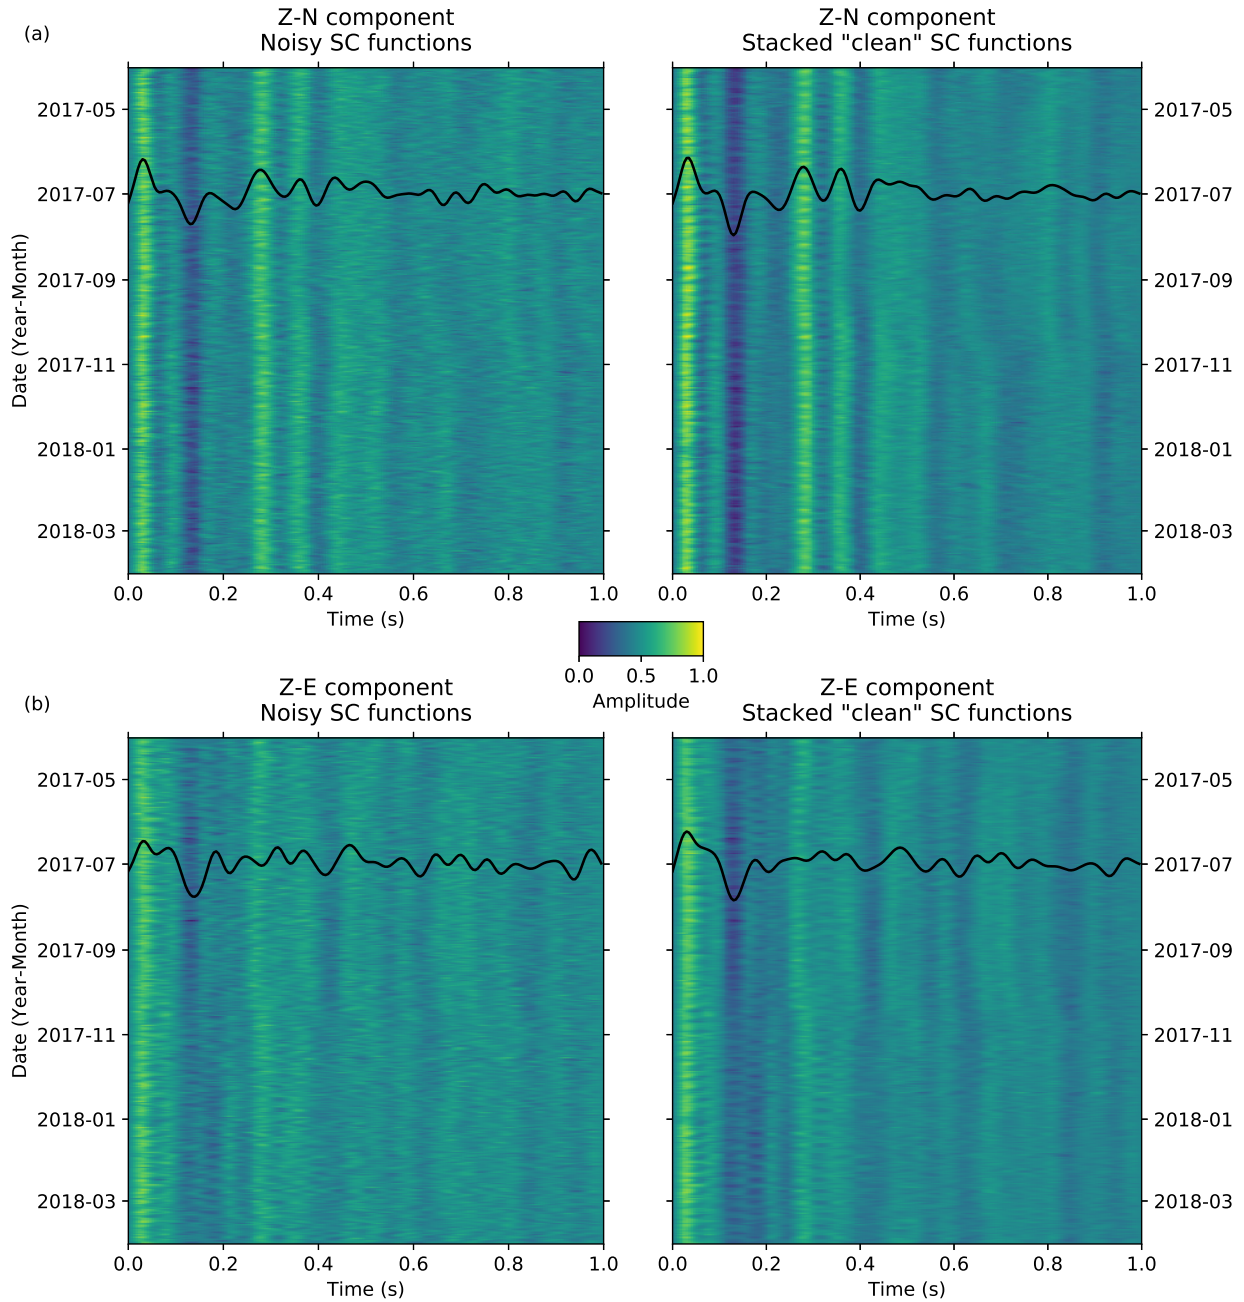 (a)
Z-N component
Noisy SC functions
Z-N component
Stacked "clean" SC functions
Date (Year-Month)
2017-05
2017-07
2017-09
2017-11
2018-01
2018-03
2017-05
2017-07
2017-09
2017-11
2018-01
2018-03
0.0 0.2 0.4 0.6 0.8 1.0
Time (s)
0.0 0.2 0.4 0.6 0.8 1.0
Time (s)
0.0 0.5 1.0
Amplitude
(b)
Z-E component
Noisy SC functions
Z-E component
Stacked "clean" SC functions
Date (Year-Month)
2017-05
2017-07
2017-09
2017-11
2018-01
2018-03
2017-05
2017-07
2017-09
2017-11
2018-01
2018-03
0.0 0.2 0.4 0.6 0.8 1.0
Time (s)
0.0 0.2 0.4 0.6 0.8 1.0
Time (s)